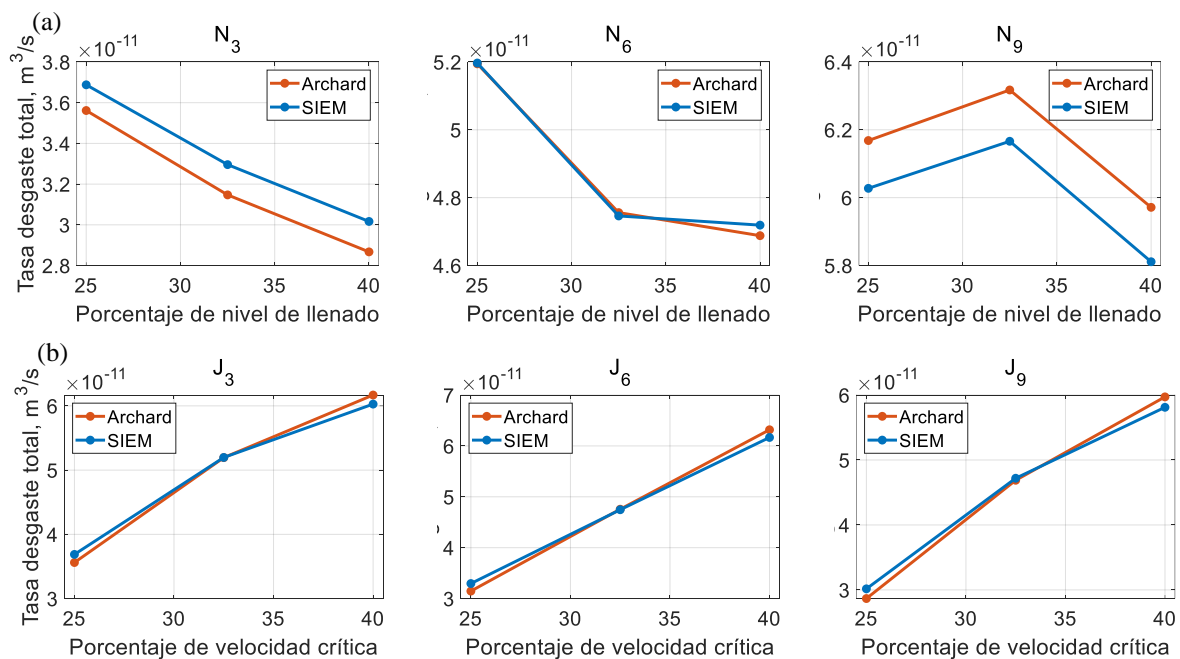 (a)
×10⁻¹¹ N₃
3.8
3.6
3.4
3.2
3
2.8
25 30 35 40
Archard
SIEM
Tasa desgaste total, m³/s
Porcentaje de nivel de llenado
×10⁻¹¹ N₆
5.2
5
4.8
4.6
25 30 35 40
Archard
SIEM
Porcentaje de nivel de llenado
×10⁻¹¹ N₉
6.4
6.2
6
5.8
25 30 35 40
Archard
SIEM
Porcentaje de nivel de llenado
(b)
×10⁻¹¹ J₃
6
5
4
3
25 30 35 40
Archard
SIEM
Tasa desgaste total, m³/s
Porcentaje de velocidad crítica
×10⁻¹¹ J₆
7
6
5
4
3
25 30 35 40
Archard
SIEM
Porcentaje de velocidad crítica
×10⁻¹¹ J₉
6
5
4
3
25 30 35 40
Archard
SIEM
Porcentaje de velocidad crítica